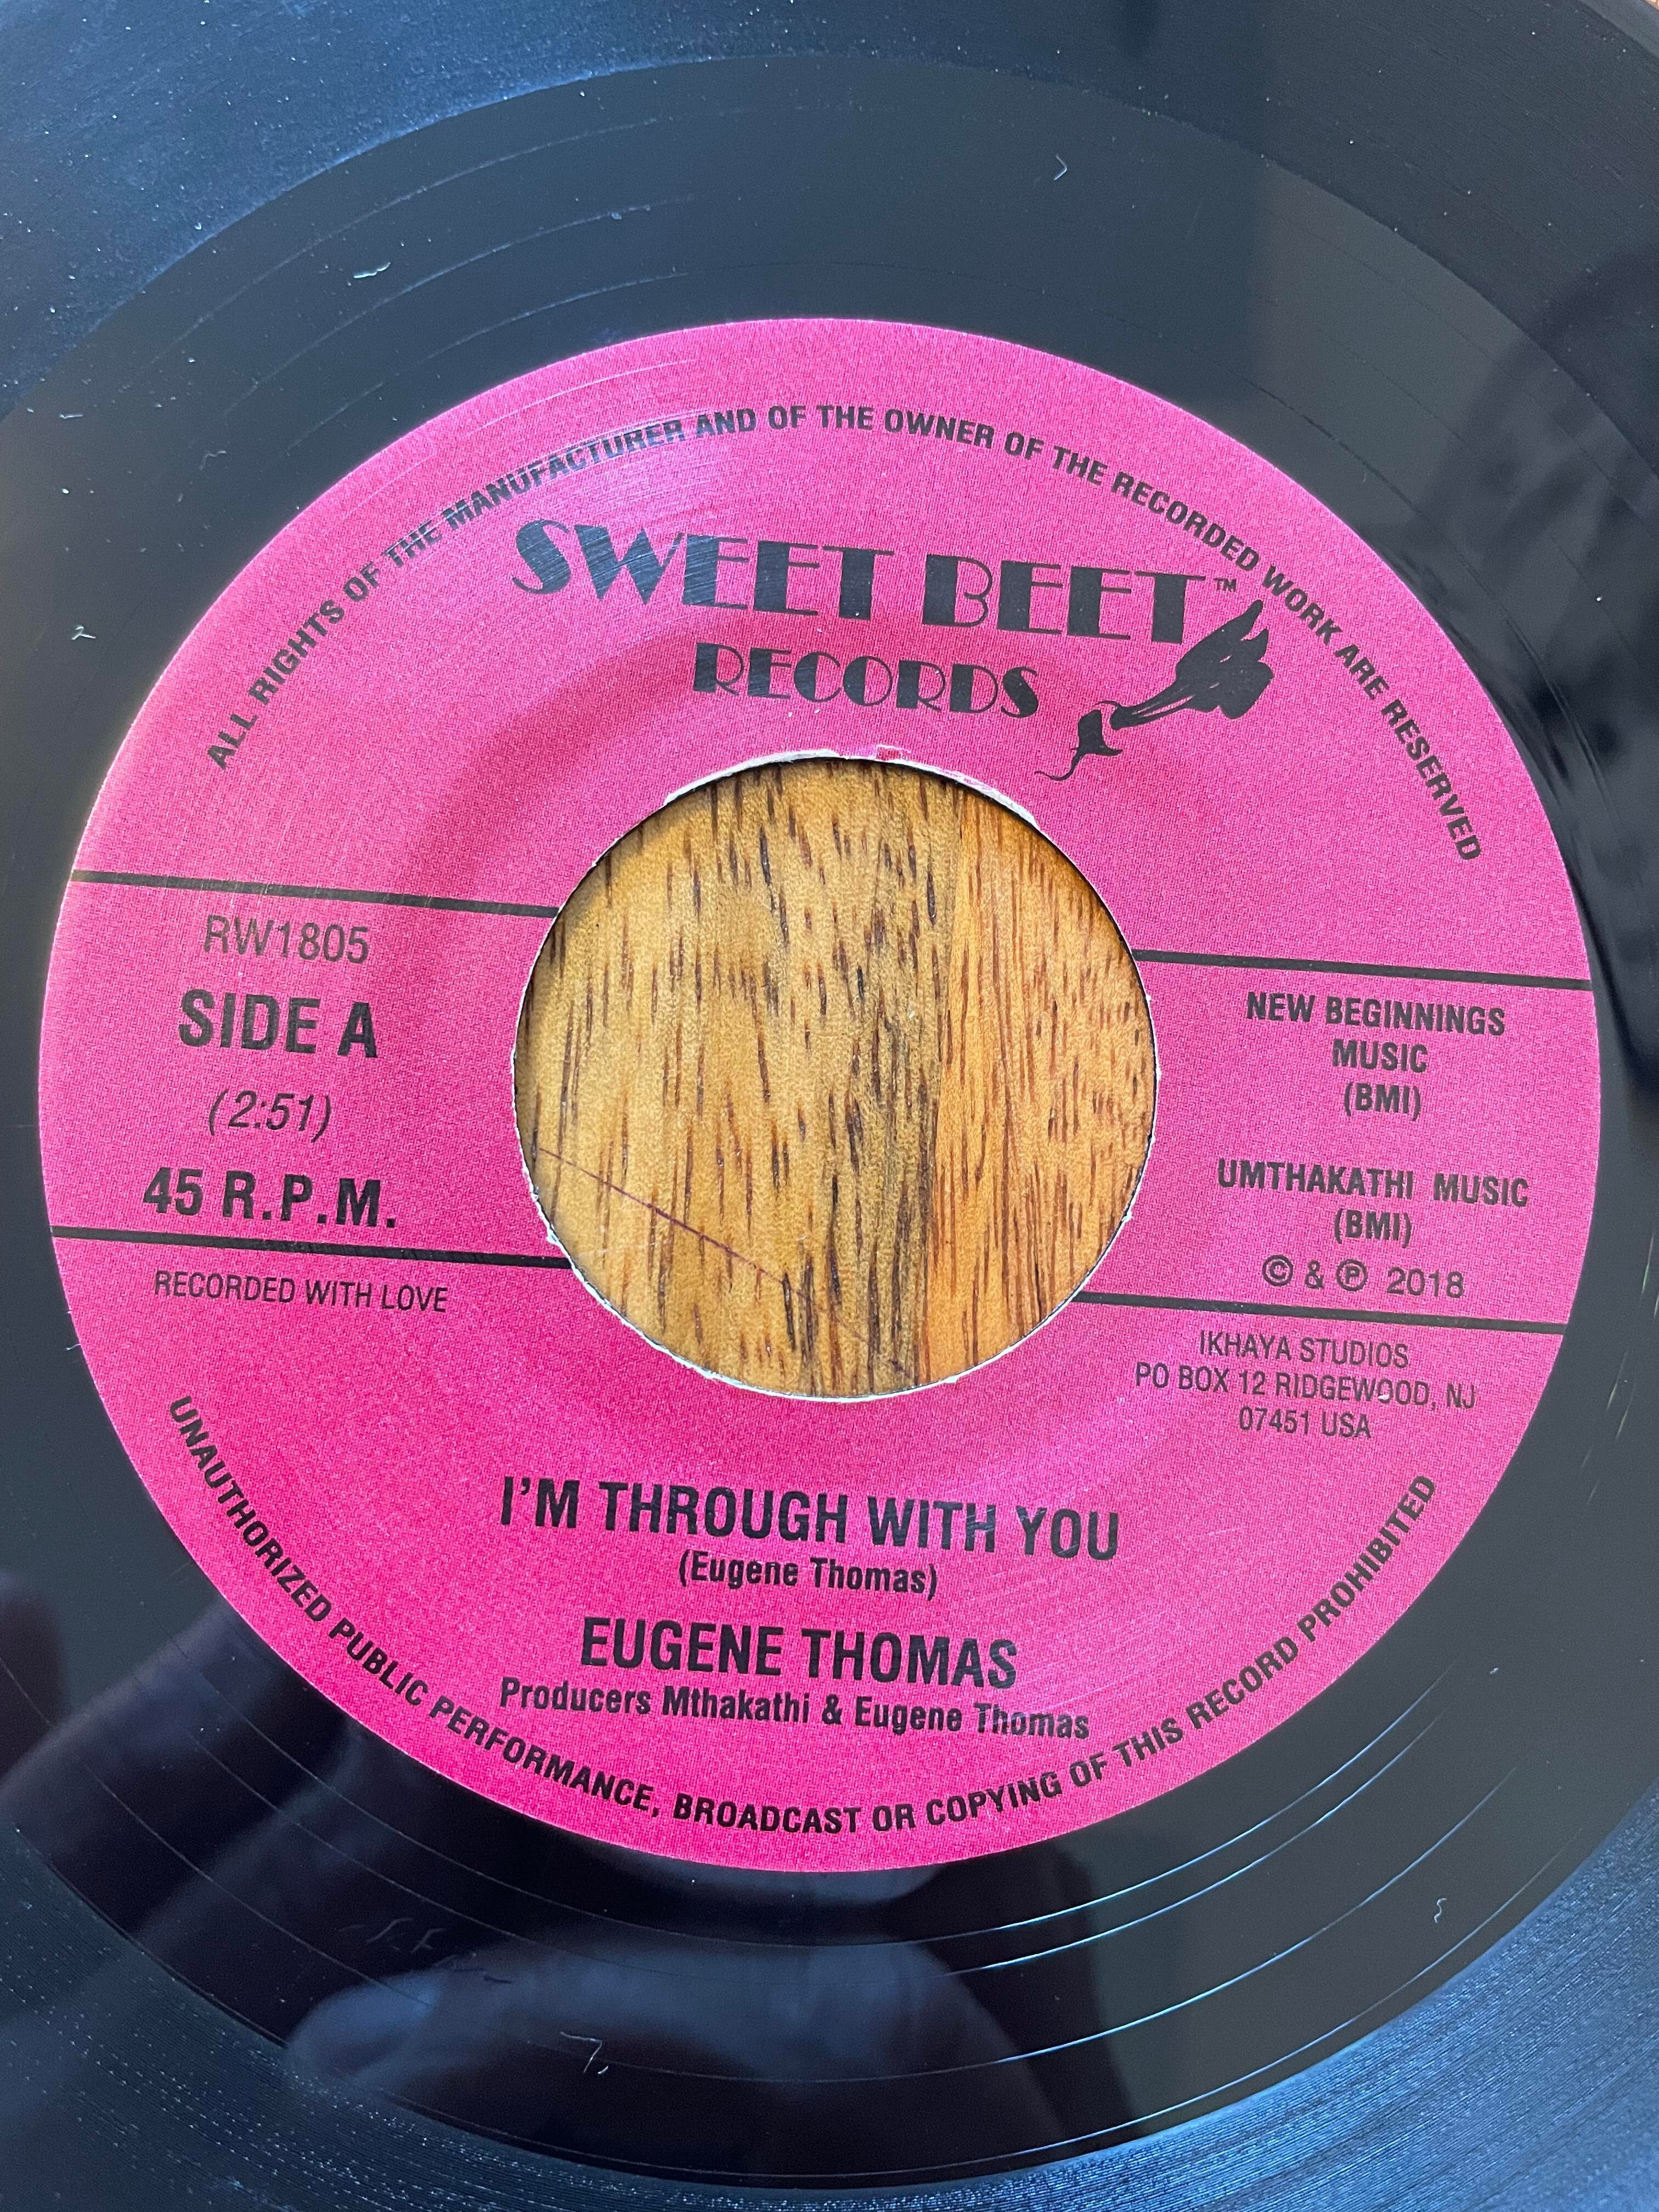 ALL RIGHTS OF THE MANUFACTURER AND OF THE OWNER OF THE RECORDED WORK ARE RESERVED
SWEET BEET™
RECORDS
RW1805
SIDE A
(2:51)
45 R.P.M.
RECORDED WITH LOVE
NEW BEGINNINGS
MUSIC
(BMI)
UMTHAKATHI MUSIC
(BMI)
© & ℗ 2018
IKHAYA STUDIOS
PO BOX 12 RIDGEWOOD, NJ
07451 USA
I'M THROUGH WITH YOU
(Eugene Thomas)
EUGENE THOMAS
Producers Mthakathi & Eugene Thomas
UNAUTHORIZED PUBLIC PERFORMANCE, BROADCAST OR COPYING OF THIS RECORD PROHIBITED